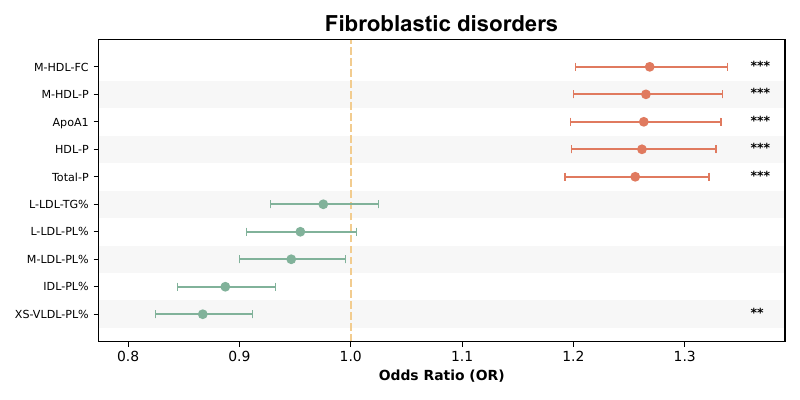 Fibroblastic disorders
M-HDL-FC ***
M-HDL-P ***
ApoA1 ***
HDL-P ***
Total-P ***
L-LDL-TG%
L-LDL-PL%
M-LDL-PL%
IDL-PL%
XS-VLDL-PL% **
0.8 0.9 1.0 1.1 1.2 1.3
Odds Ratio (OR)